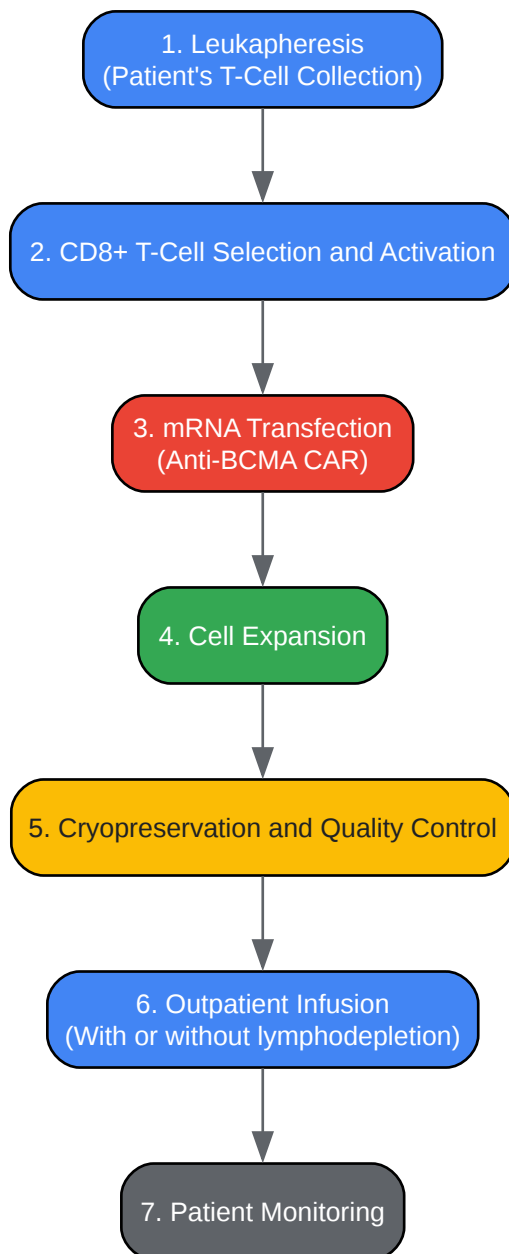 1. Leukapheresis
(Patient's T-Cell Collection)
2. CD8+ T-Cell Selection and Activation
3. mRNA Transfection
(Anti-BCMA CAR)
4. Cell Expansion
5. Cryopreservation and Quality Control
6. Outpatient Infusion
(With or without lymphodepletion)
7. Patient Monitoring